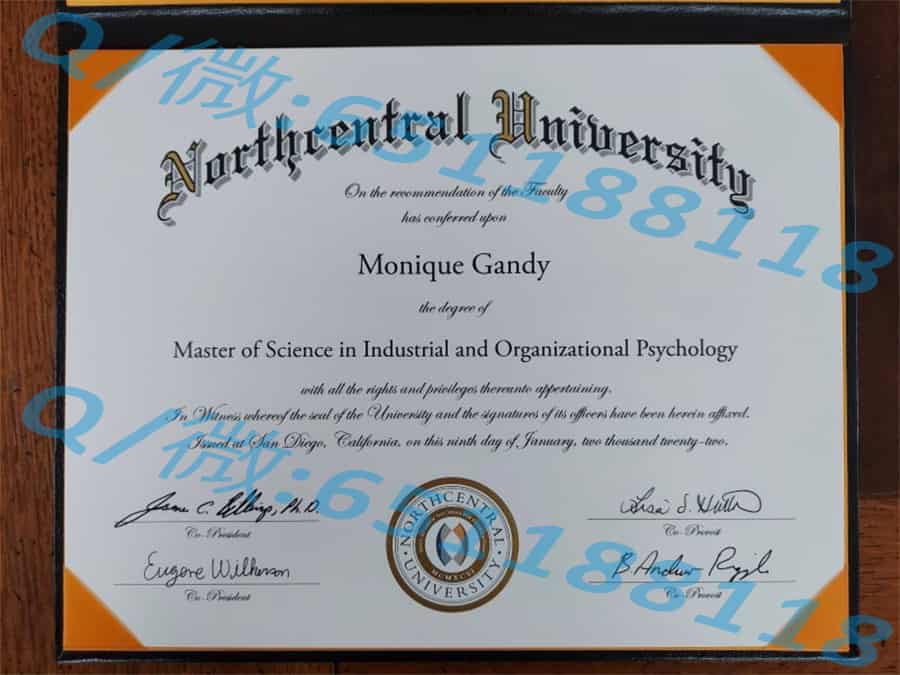 Northcentral University
On the recommendation of the Faculty
has conferred upon
Monique Gandy
the degree of
Master of Science in Industrial and Organizational Psychology
with all the rights and privileges thereunto appertaining.
In Witness whereof the seal of the University and the signatures of its officers have been herein affixed.
Issued at San Diego, California, on this ninth day of January, two thousand twenty-two.
Co-President
Co-Provost
Eugene Wilkerson
Co-President
Co-Provost
NORTHCENTRAL
MCMXCVI
UNIVERSITY
Q/微:651188118
Q/微:651188118